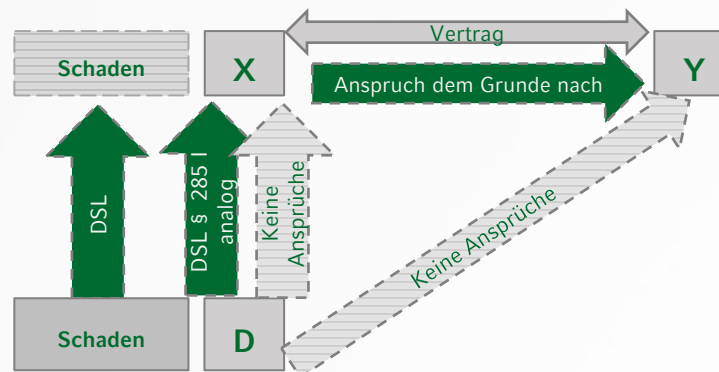 Vertrag
Schaden
X
Y
Anspruch dem Grunde nach
DSL
DSL § 285 I
analog
Keine
Ansprüche
Keine Ansprüche
Schaden
D